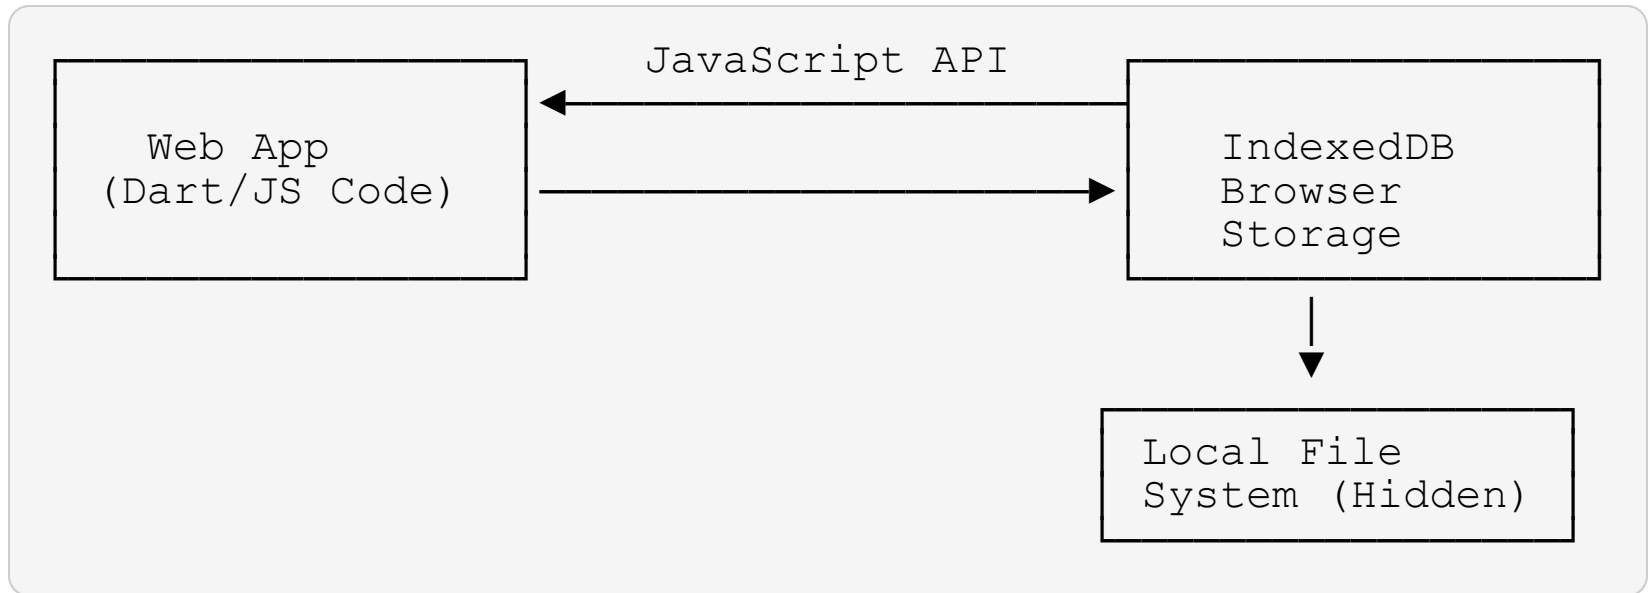 JavaScript API
Web App
(Dart/JS Code)
IndexedDB
Browser
Storage
Local File
System (Hidden)